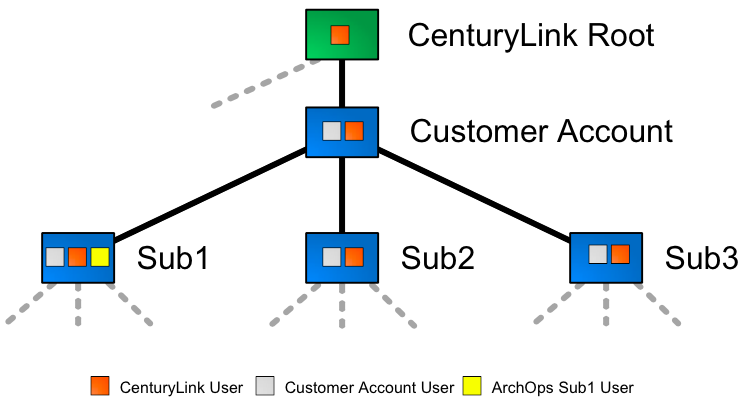 CenturyLink Root
Customer Account
Sub1
Sub2
Sub3
CenturyLink User
Customer Account User
ArchOps Sub1 User